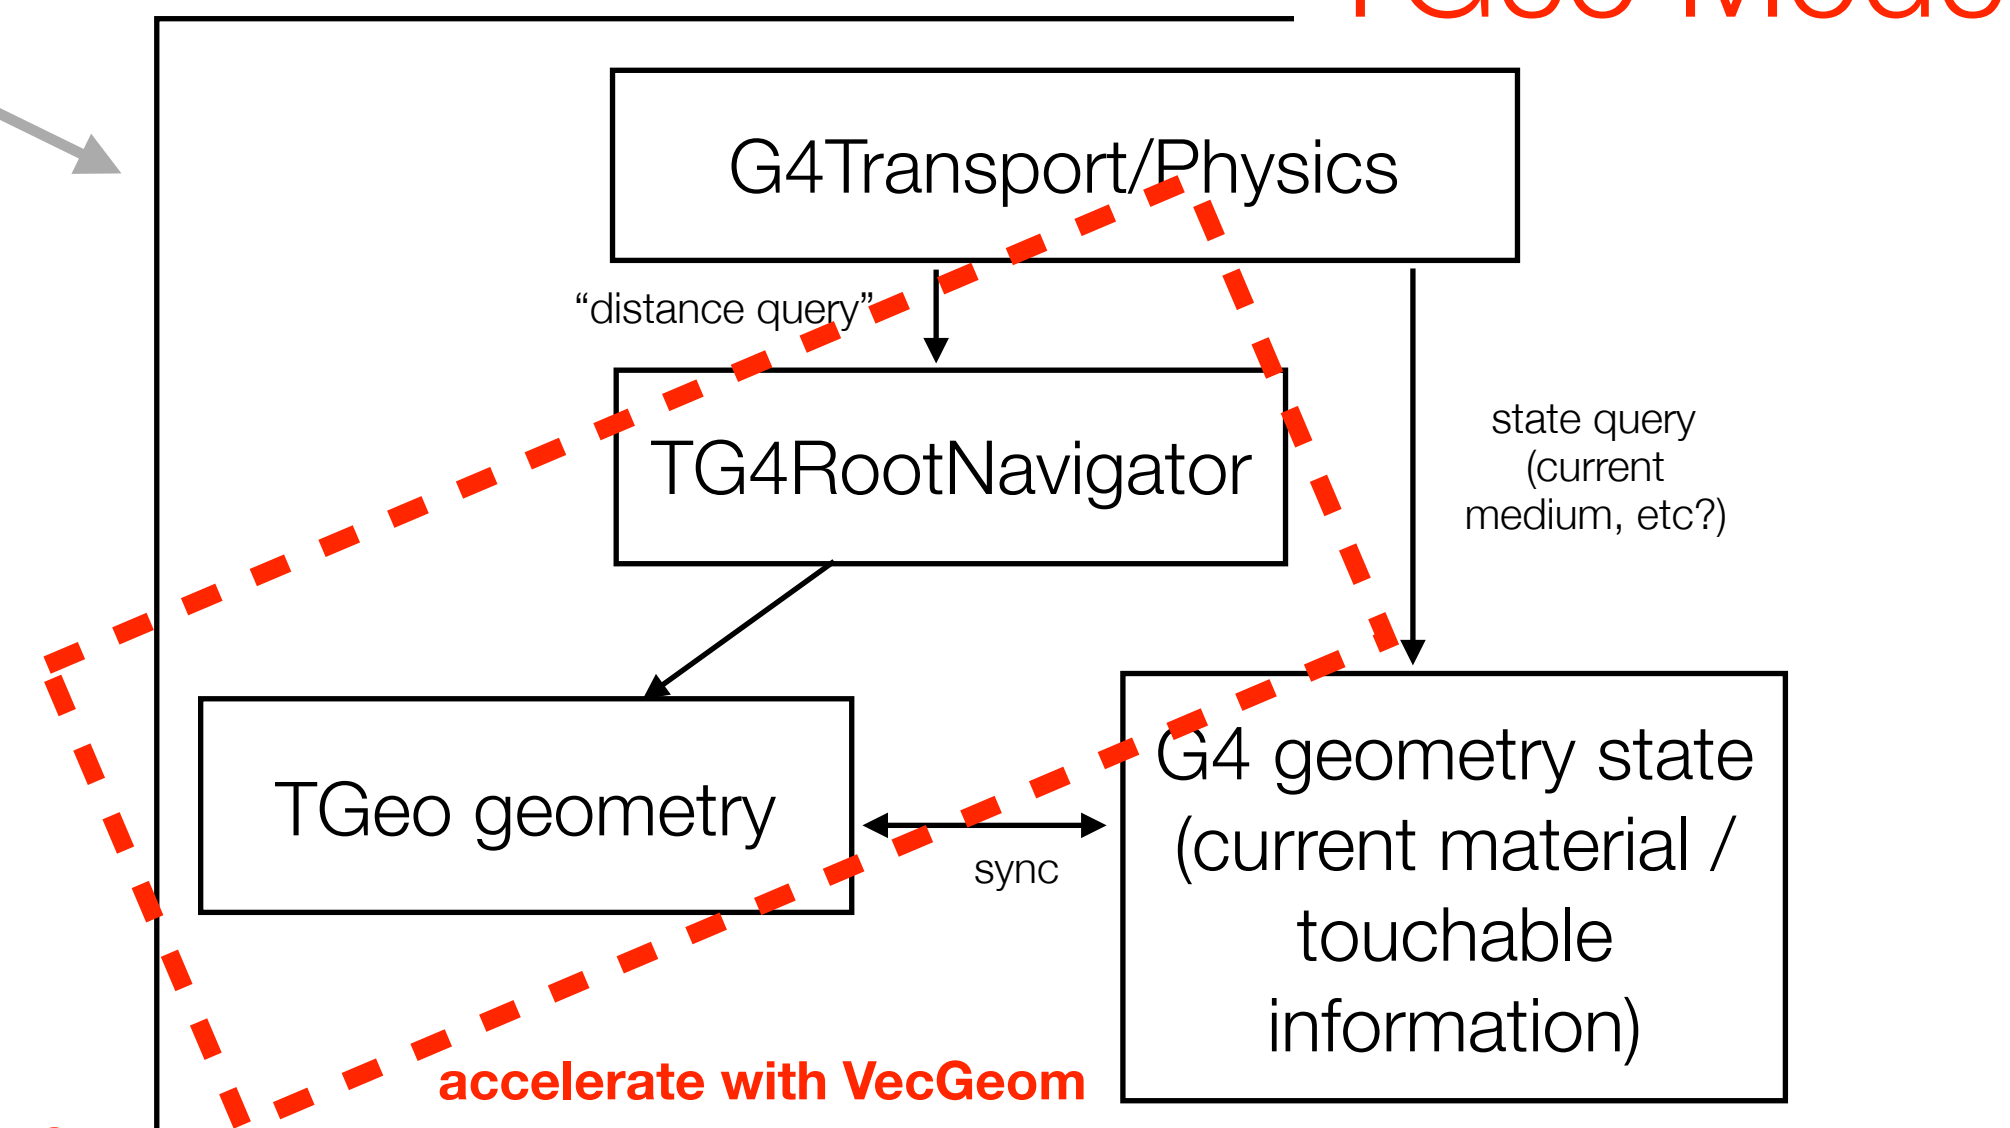 TGeo
G4Transport/Physics
“distance query”
TG4RootNavigator
state query
(current
medium, etc?)
TGeo geometry
sync
G4 geometry state
(current material /
touchable
information)
accelerate with VecGeom